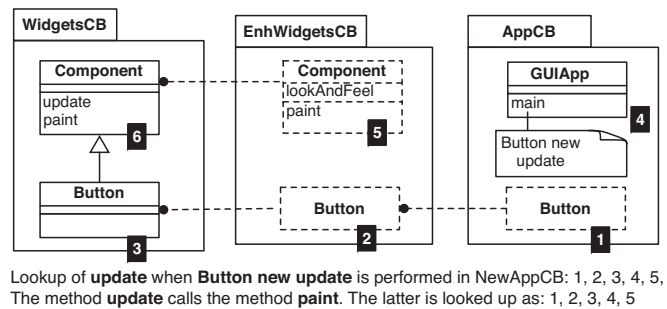 WidgetsCB
EnhWidgetsCB
AppCB
Component
update
paint
6
Component
lookAndFeel
paint
5
GUIApp
main
4
Button new
update
Button
3
Button
2
Button
1
Lookup of update when Button new update is performed in NewAppCB: 1, 2, 3, 4, 5,
The method update calls the method paint. The latter is looked up as: 1, 2, 3, 4, 5